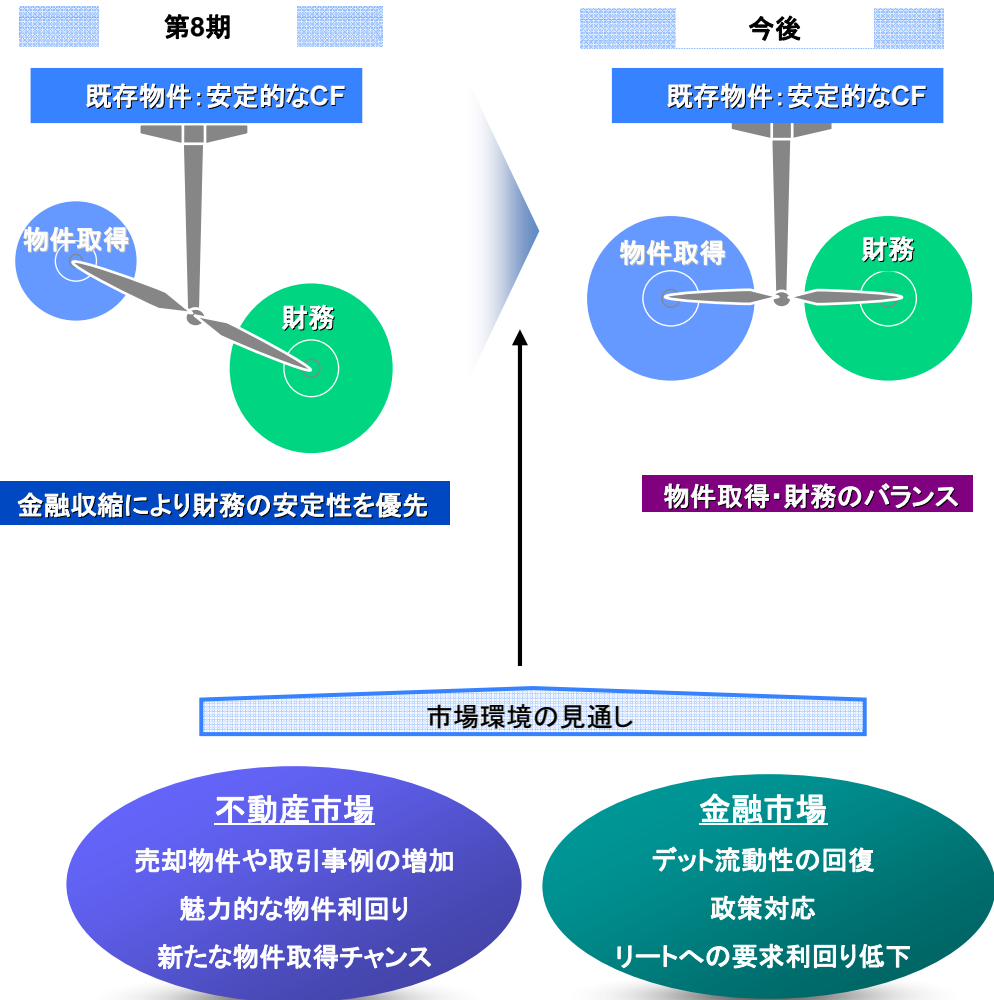 第8期
今後
既存物件：安定的なCF
既存物件：安定的なCF
物件取得
財務
物件取得
財務
金融収縮により財務の安定性を優先
物件取得・財務のバランス
市場環境の見通し
不動産市場
売却物件や取引事例の増加
魅力的な物件利回り
新たな物件取得チャンス
金融市場
デット流動性の回復
政策対応
リートへの要求利回り低下